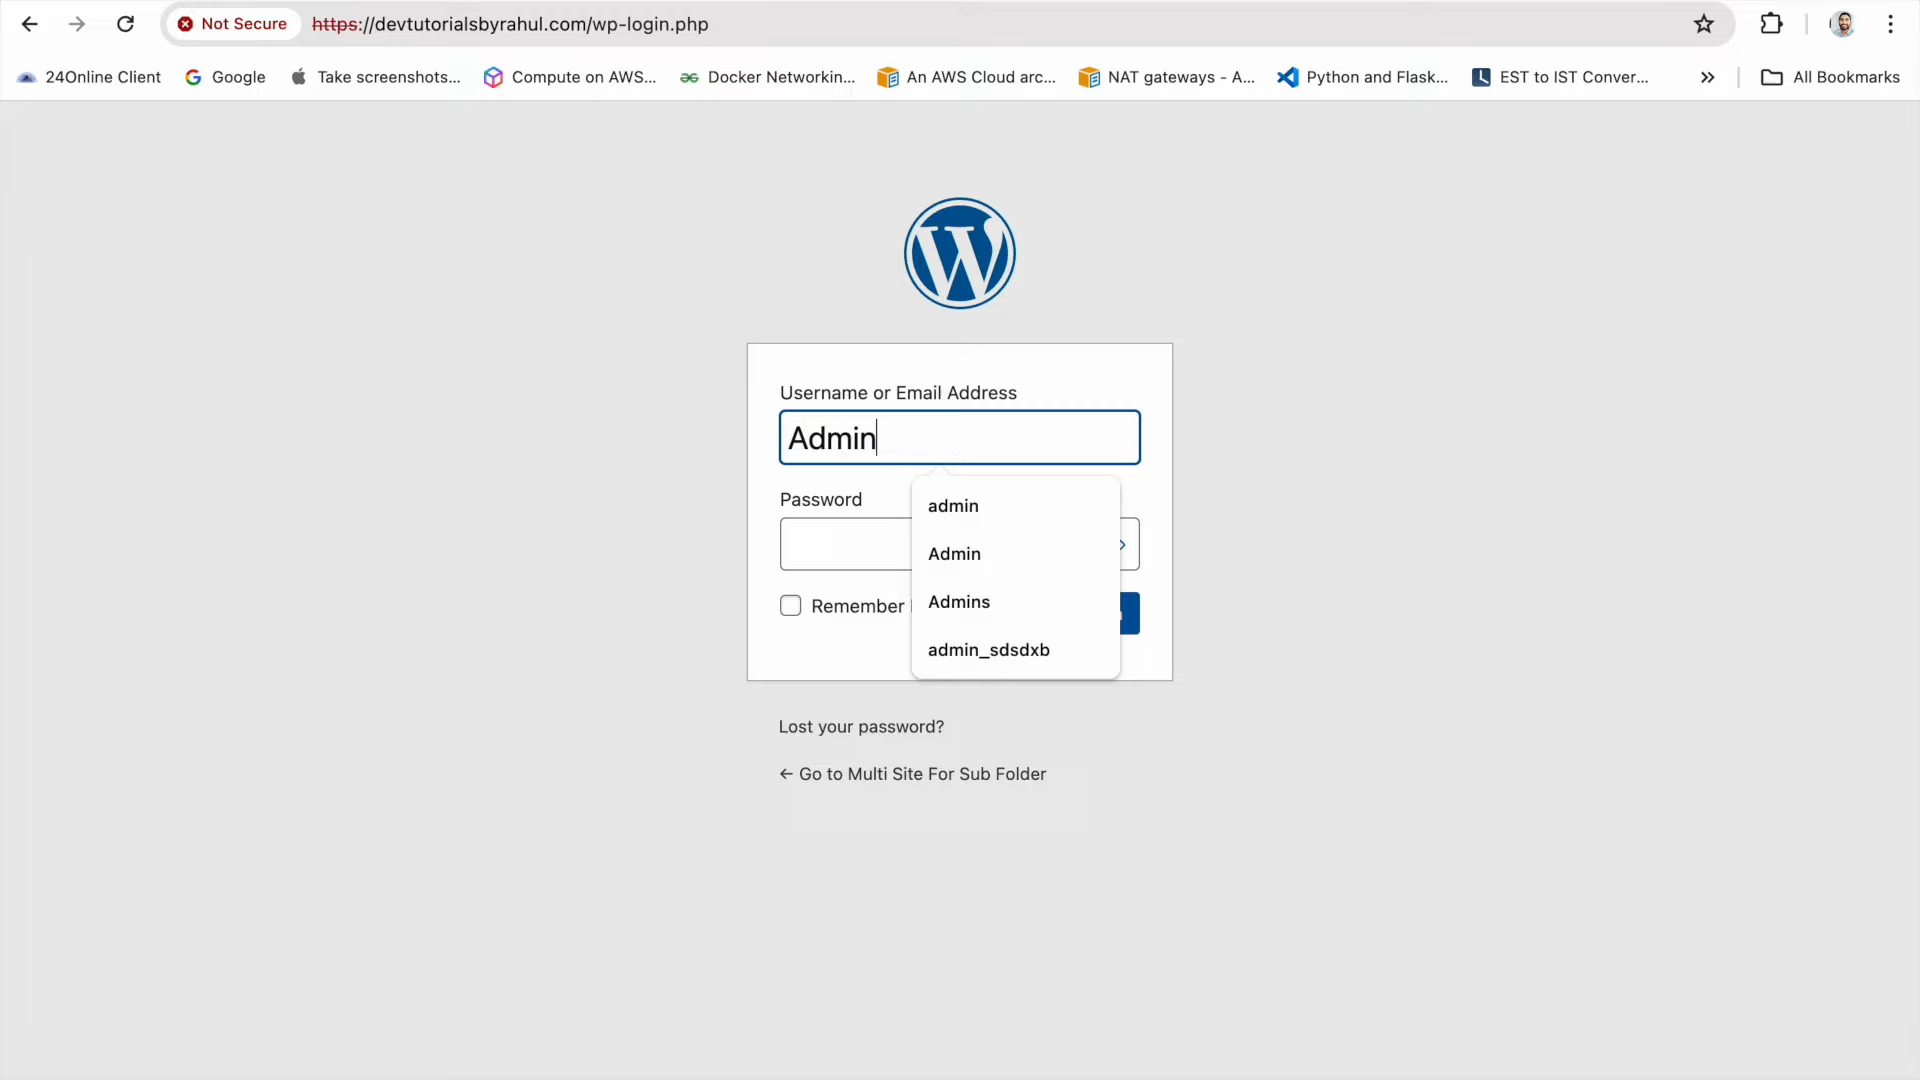 Not Secure https://devtutorialsbyrahul.com/wp-login.php
24Online Client Google Take screenshots... Compute on AWS... Docker Networkin... An AWS Cloud arc... NAT gateways - A... Python and Flask... EST to IST Conver... » All Bookmarks
Username or Email Address
Admin
Password
admin
Admin
Remember
Admins
admin_sdsdxb
Lost your password?
← Go to Multi Site For Sub Folder